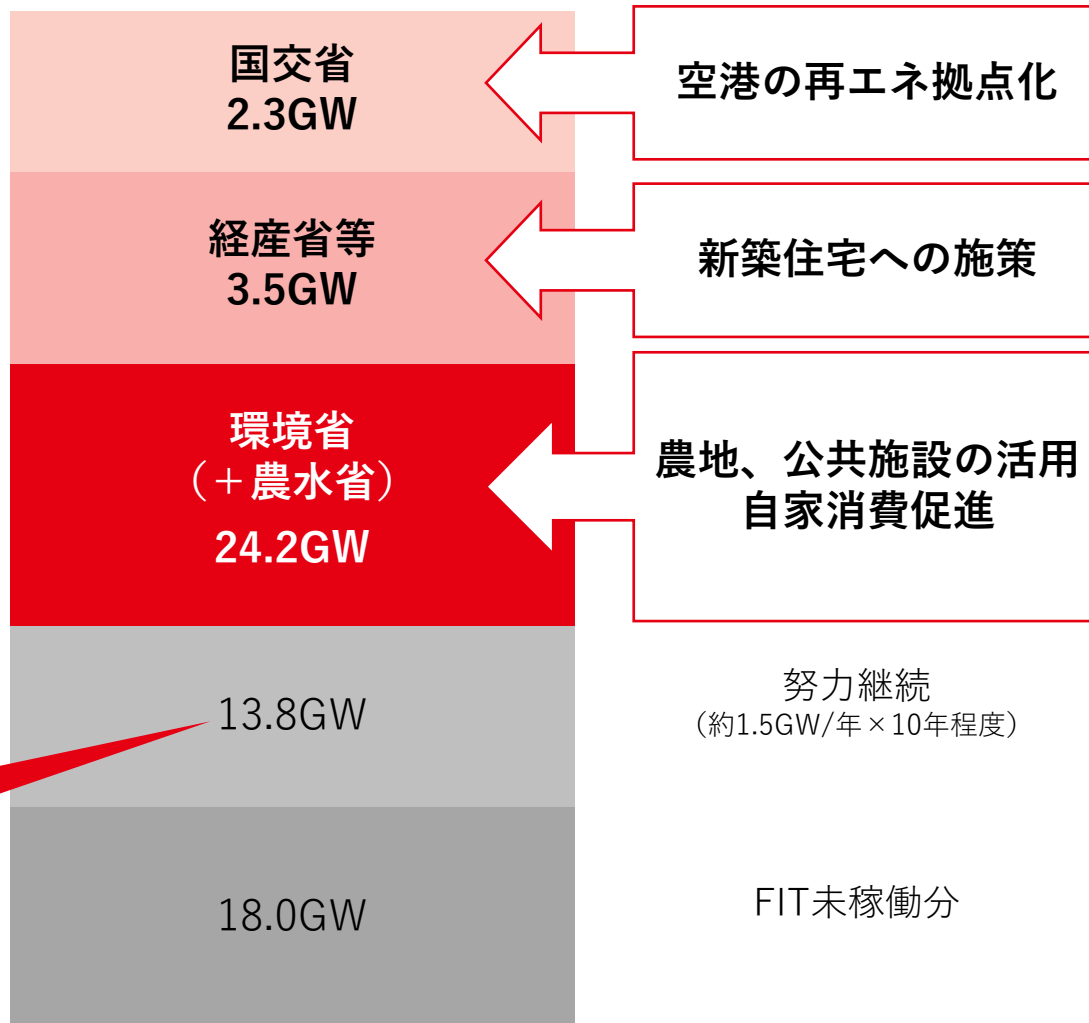 国交省
2.3GW
空港の再エネ拠点化
経産省等
3.5GW
新築住宅への施策
環境省
（＋農水省）
24.2GW
農地、公共施設の活用
自家消費促進
13.8GW
努力継続
（約1.5GW/年×10年程度）
18.0GW
FIT未稼働分